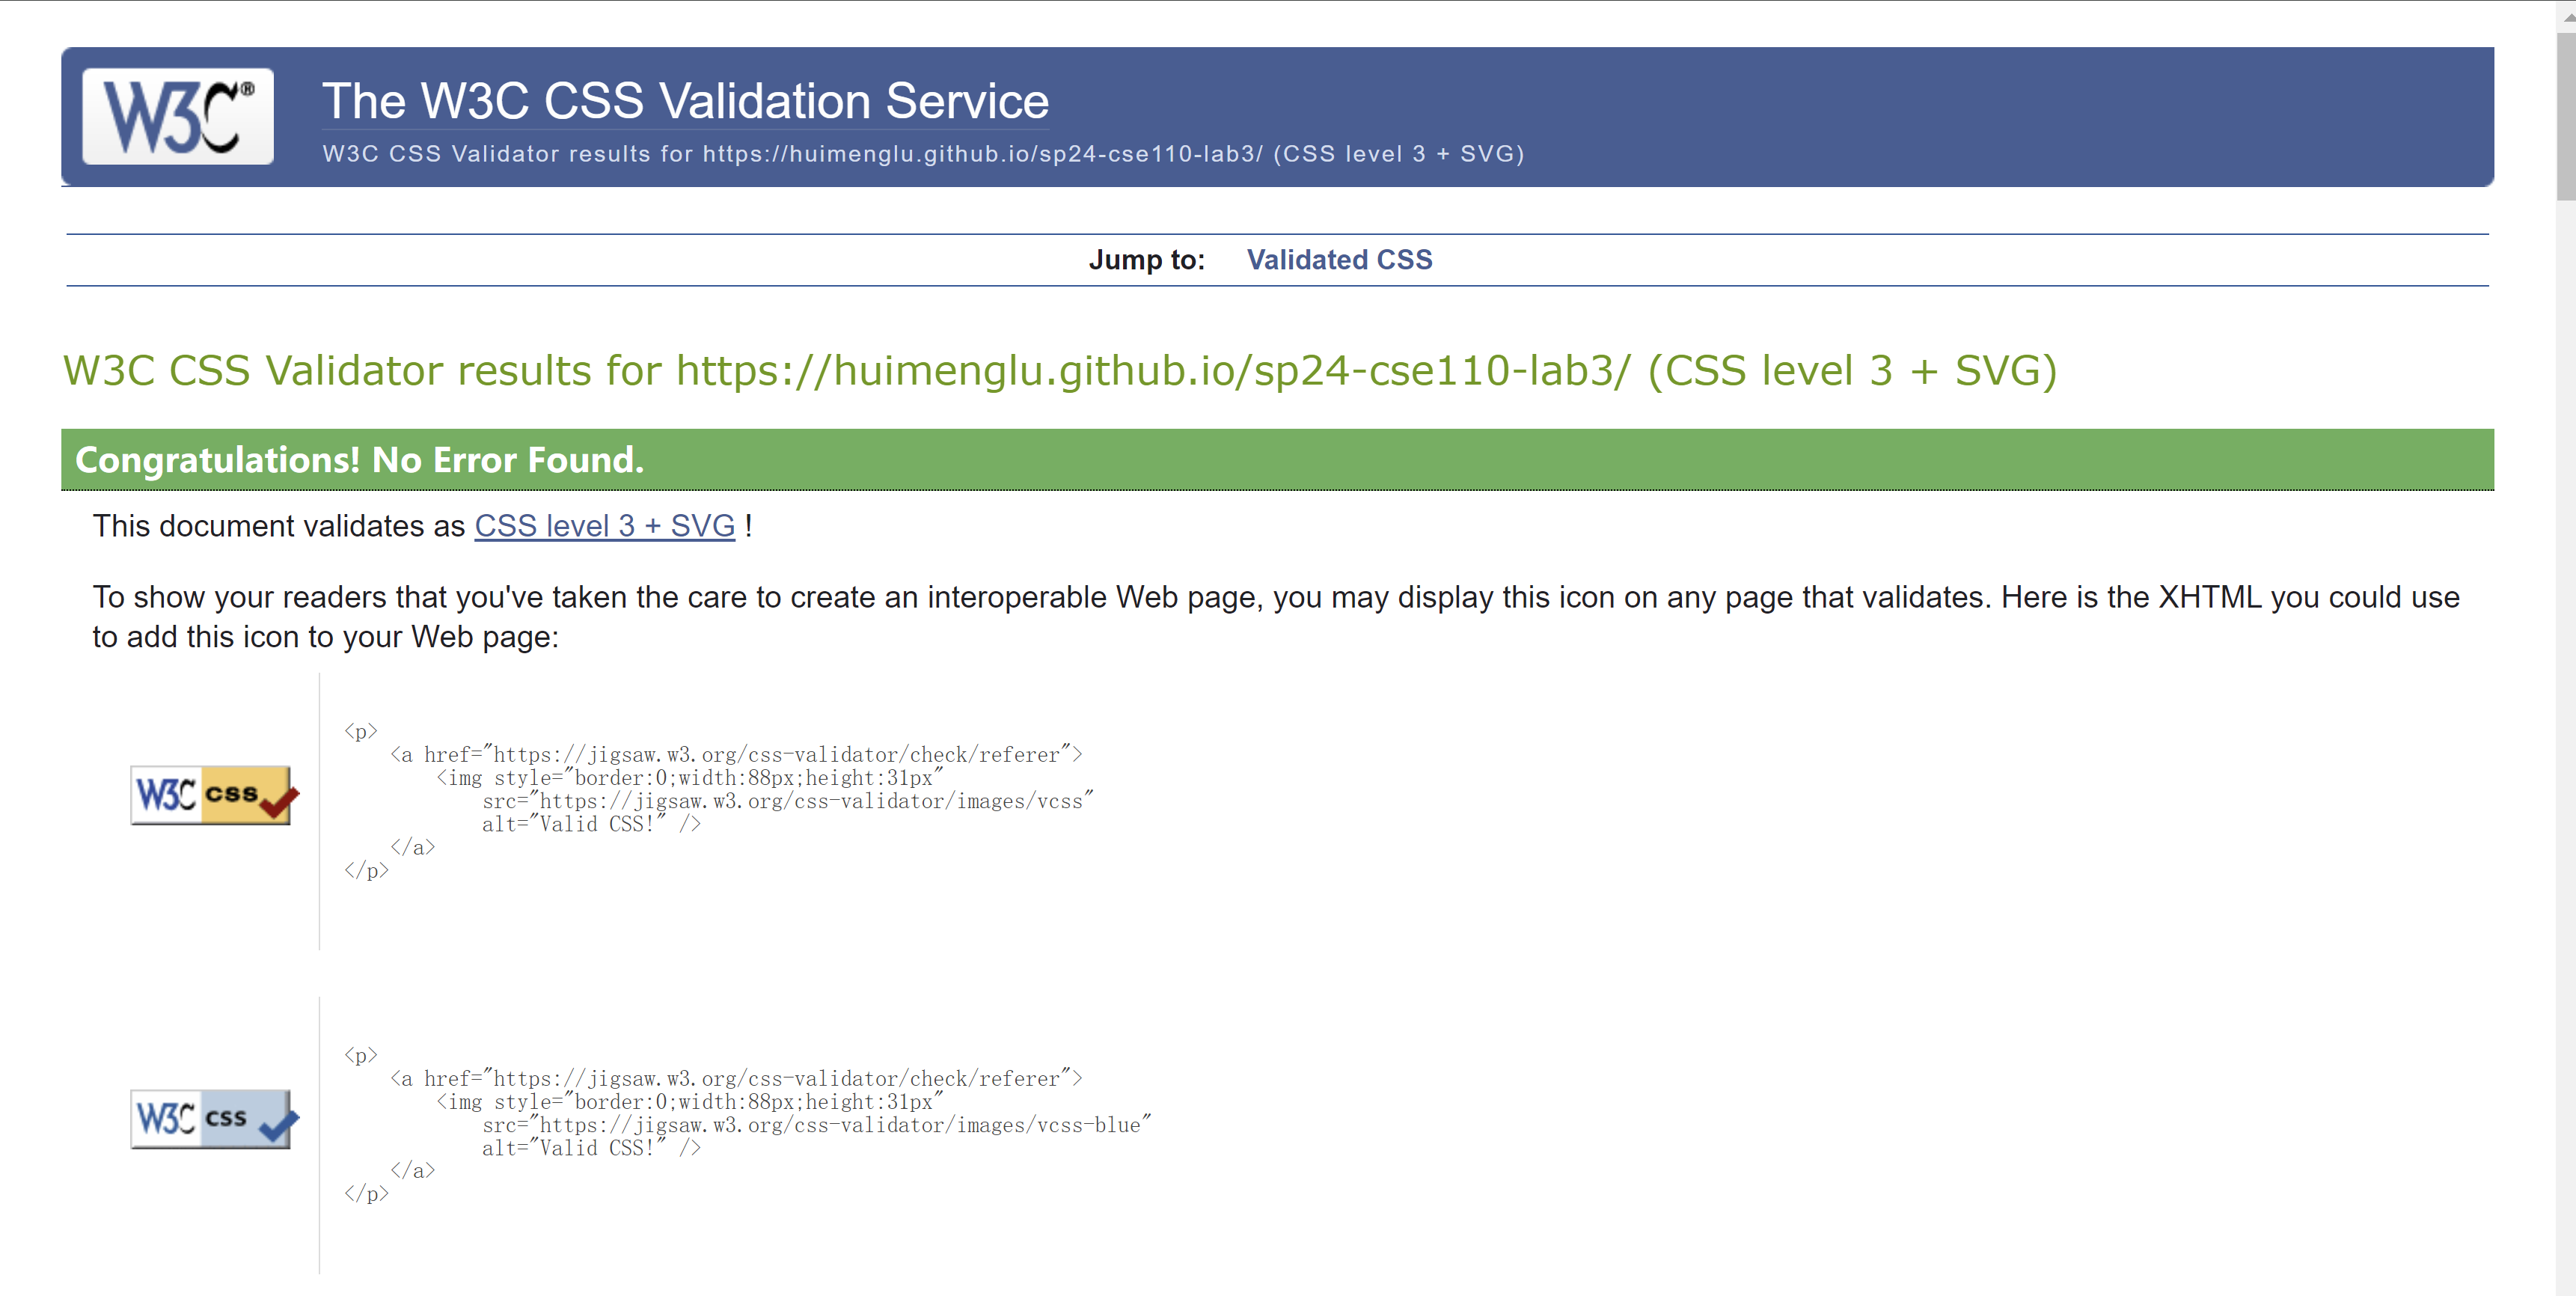 W3C®
The W3C CSS Validation Service
W3C CSS Validator results for https://huimenglu.github.io/sp24-cse110-lab3/ (CSS level 3 + SVG)
Jump to: Validated CSS
W3C CSS Validator results for https://huimenglu.github.io/sp24-cse110-lab3/ (CSS level 3 + SVG)
Congratulations! No Error Found.
This document validates as CSS level 3 + SVG !
To show your readers that you've taken the care to create an interoperable Web page, you may display this icon on any page that validates. Here is the XHTML you could use
to add this icon to your Web page:
W3C css
<p>
    <a href="https://jigsaw.w3.org/css-validator/check/referer">
        <img style="border:0;width:88px;height:31px"
            src="https://jigsaw.w3.org/css-validator/images/vcss"
            alt="Valid CSS!" />
    </a>
</p>
W3C css
<p>
    <a href="https://jigsaw.w3.org/css-validator/check/referer">
        <img style="border:0;width:88px;height:31px"
            src="https://jigsaw.w3.org/css-validator/images/vcss-blue"
            alt="Valid CSS!" />
    </a>
</p>